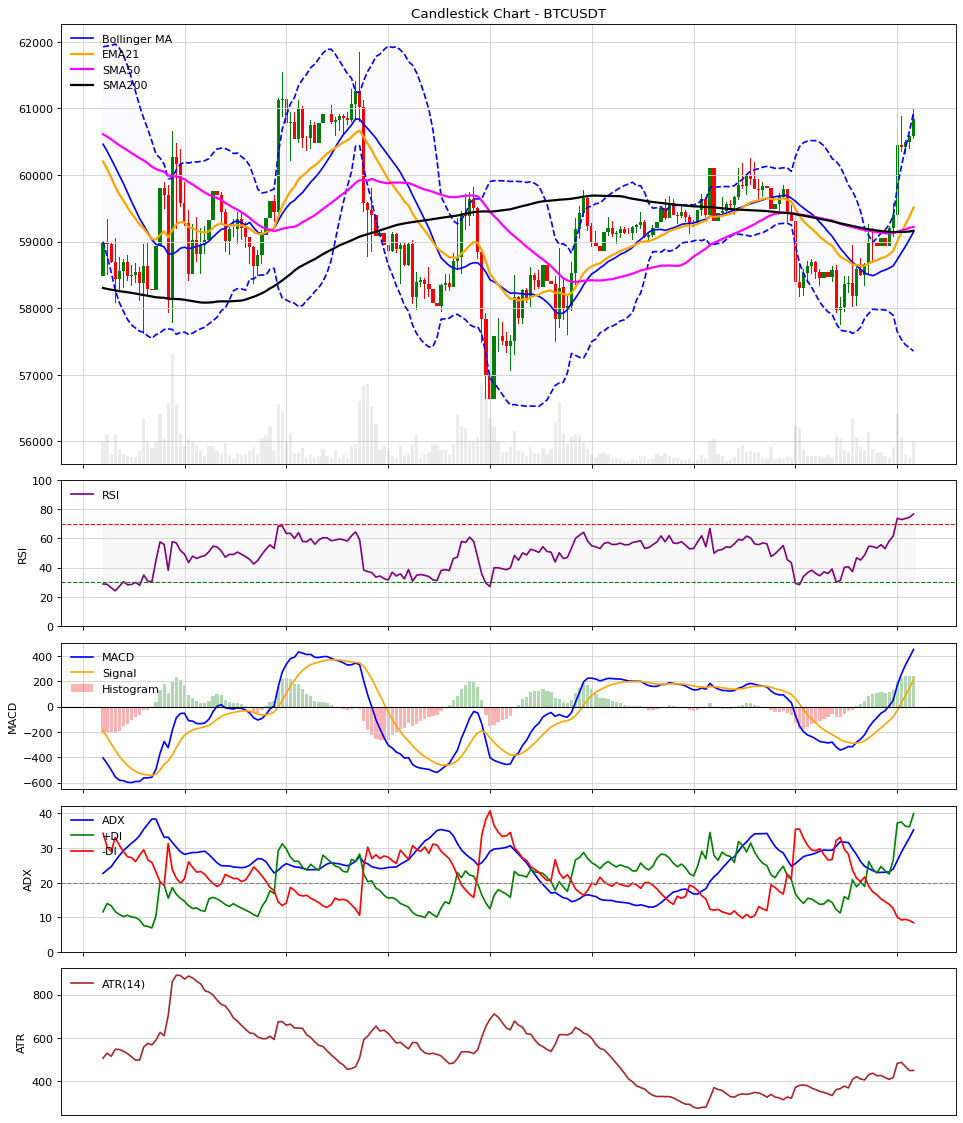 Candlestick Chart - BTCUSDT
62000
61000
60000
59000
58000
57000
56000
Bollinger MA
EMA21
SMA50
SMA200
100
80
60
40
20
0
RSI
RSI
400
200
0
−200
−400
−600
MACD
MACD
Signal
Histogram
40
30
20
10
0
ADX
ADX
+DI
-DI
800
600
400
ATR
ATR(14)